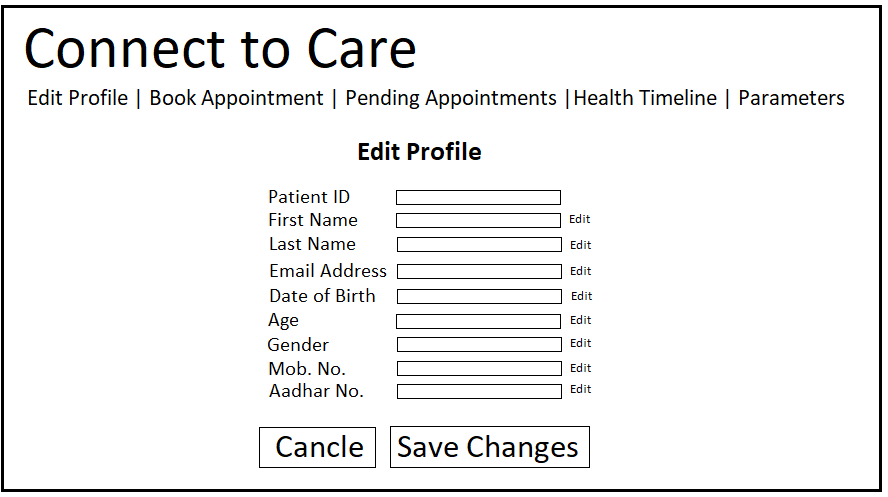 Connect to Care
Edit Profile | Book Appointment | Pending Appointments |Health Timeline | Parameters
Edit Profile
Patient ID
First Name Edit
Last Name Edit
Email Address Edit
Date of Birth Edit
Age Edit
Gender Edit
Mob. No. Edit
Aadhar No. Edit
Cancle Save Changes